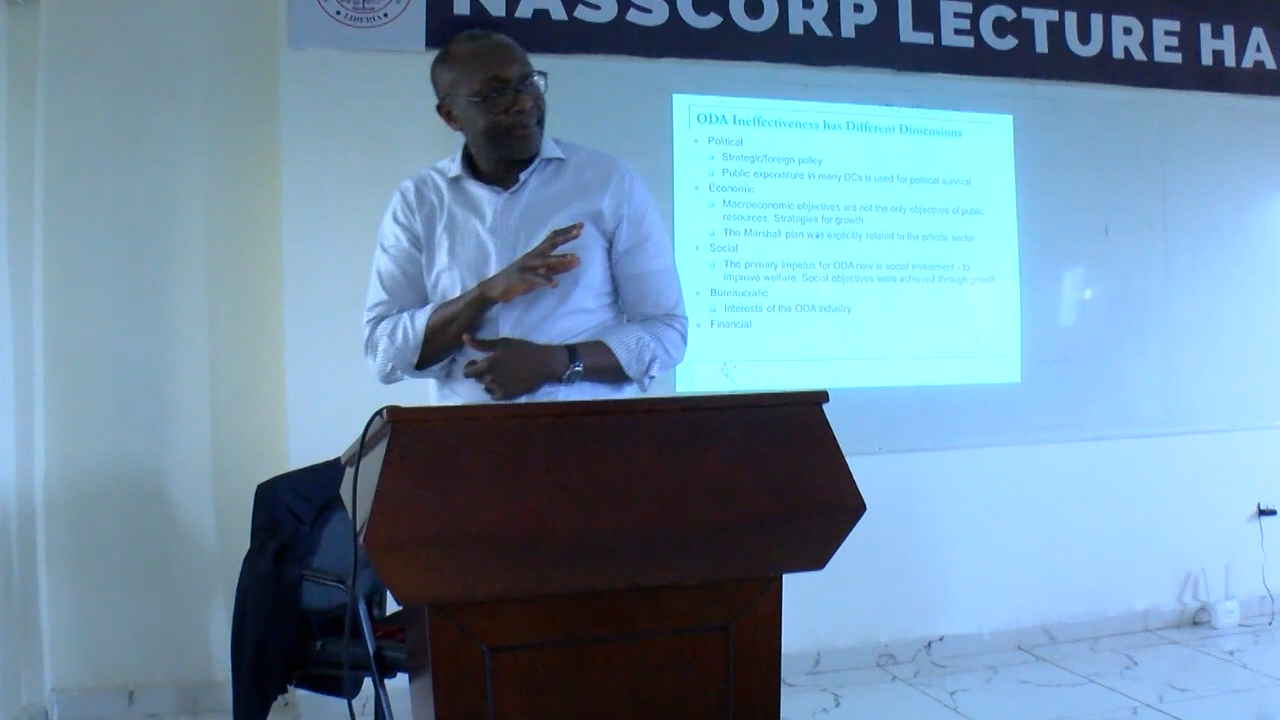 NASSCORP LECTURE HA
LIBERIA
ODA Ineffectiveness has Different Dimensions
Political
Strategic/foreign policy
Public expenditure in many DCs is used for political survival
Economic
Macroeconomic objectives are not the only objectives of public
resources. Strategies for growth
The Marshall plan was explicitly related to the private sector
Social
The primary impetus for ODA now is social investment - to
improve welfare. Social objectives were achieved through growth
Bureaucratic
Interests of the ODA industry
Financial